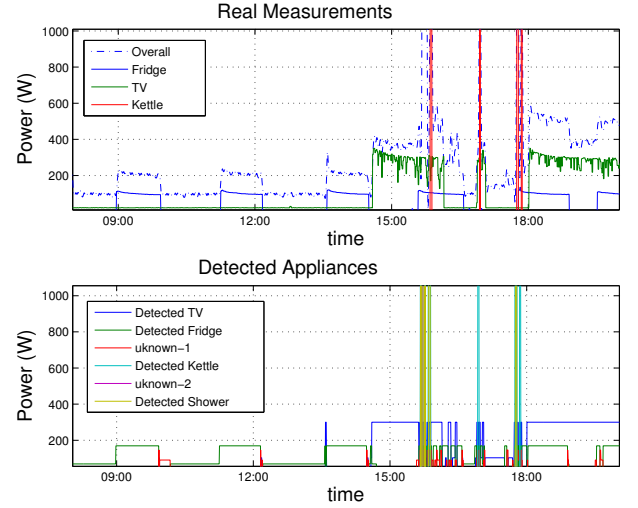 Real Measurements
Power (W)
1000
800
600
400
200
Overall
Fridge
TV
Kettle
09:00
12:00
15:00
18:00
time
Detected Appliances
Power (W)
1000
800
600
400
200
Detected TV
Detected Fridge
uknown-1
Detected Kettle
uknown-2
Detected Shower
09:00
12:00
15:00
18:00
time